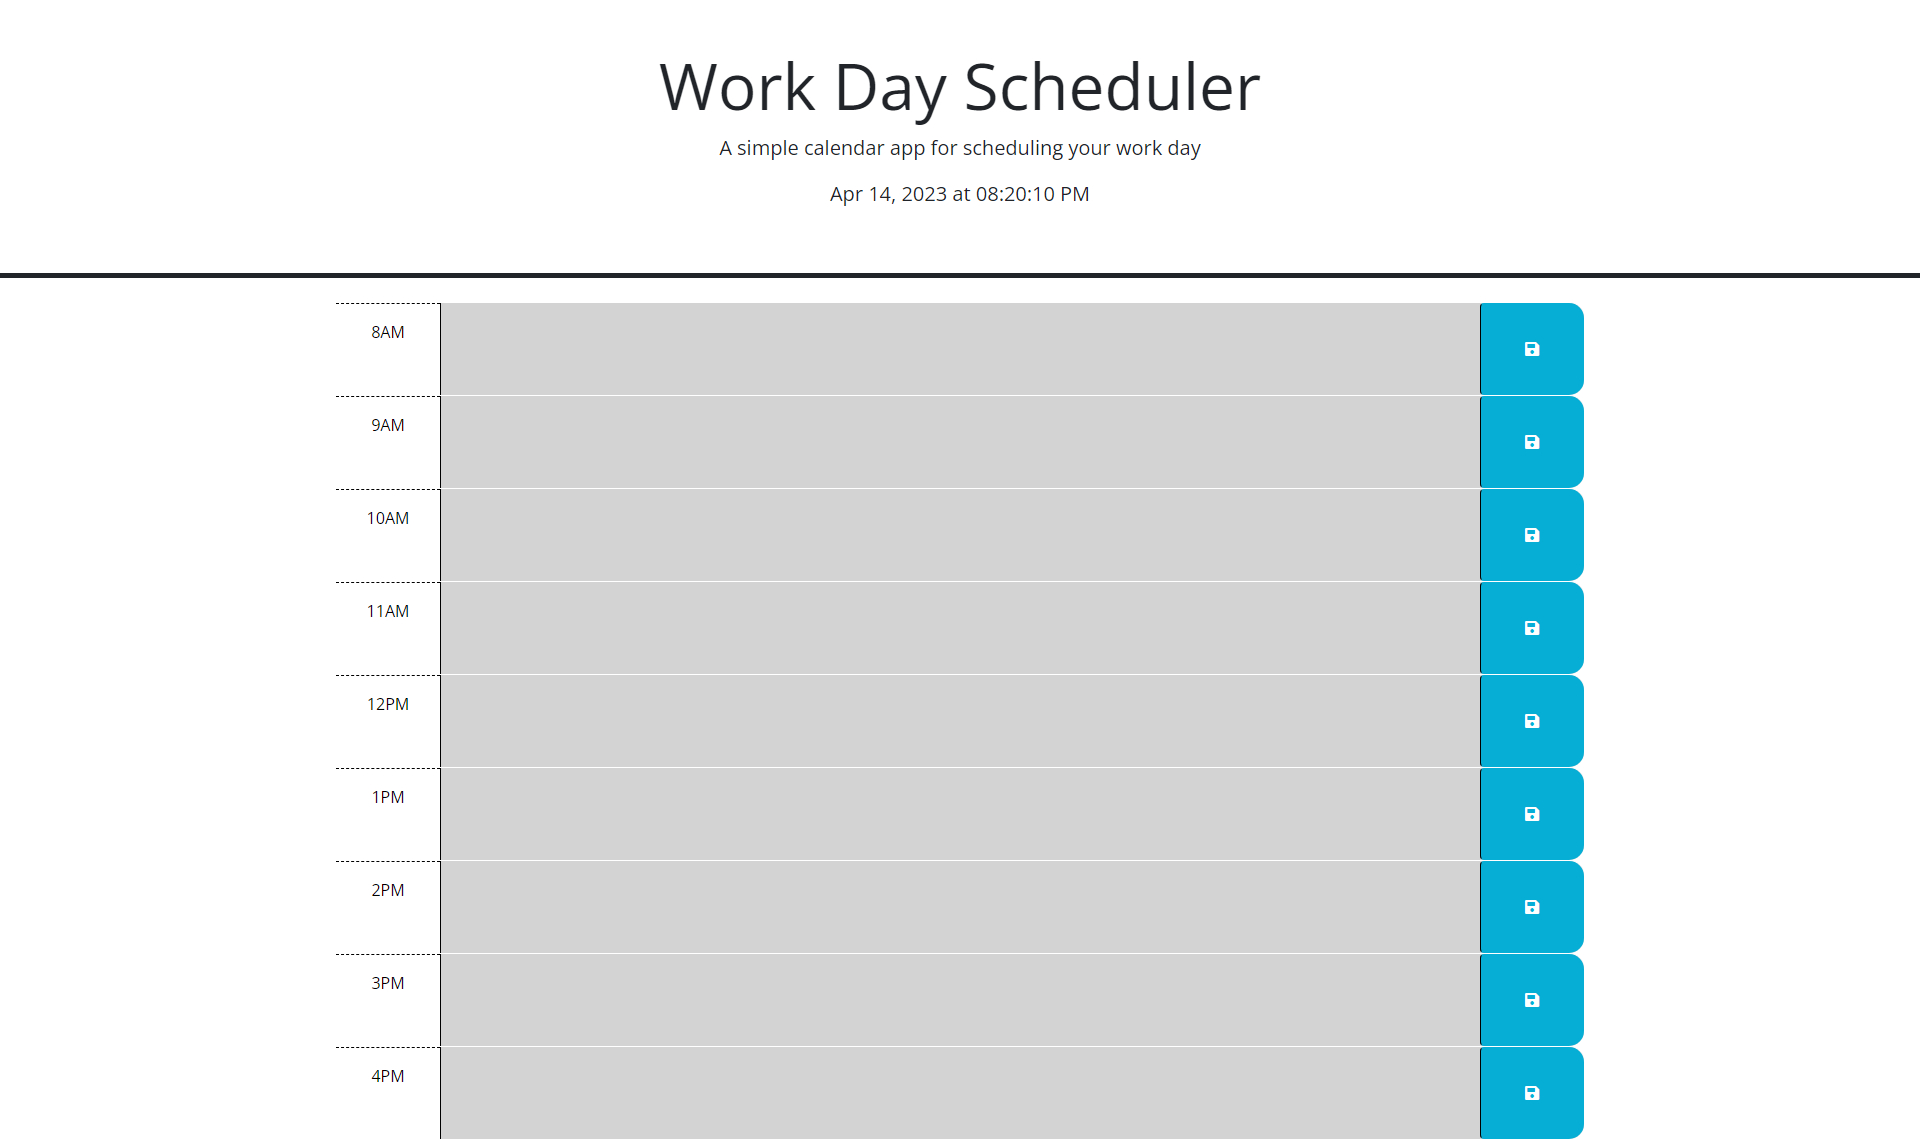 Work Day Scheduler
A simple calendar app for scheduling your work day
Apr 14, 2023 at 08:20:10 PM
8AM
9AM
10AM
11AM
12PM
1PM
2PM
3PM
4PM